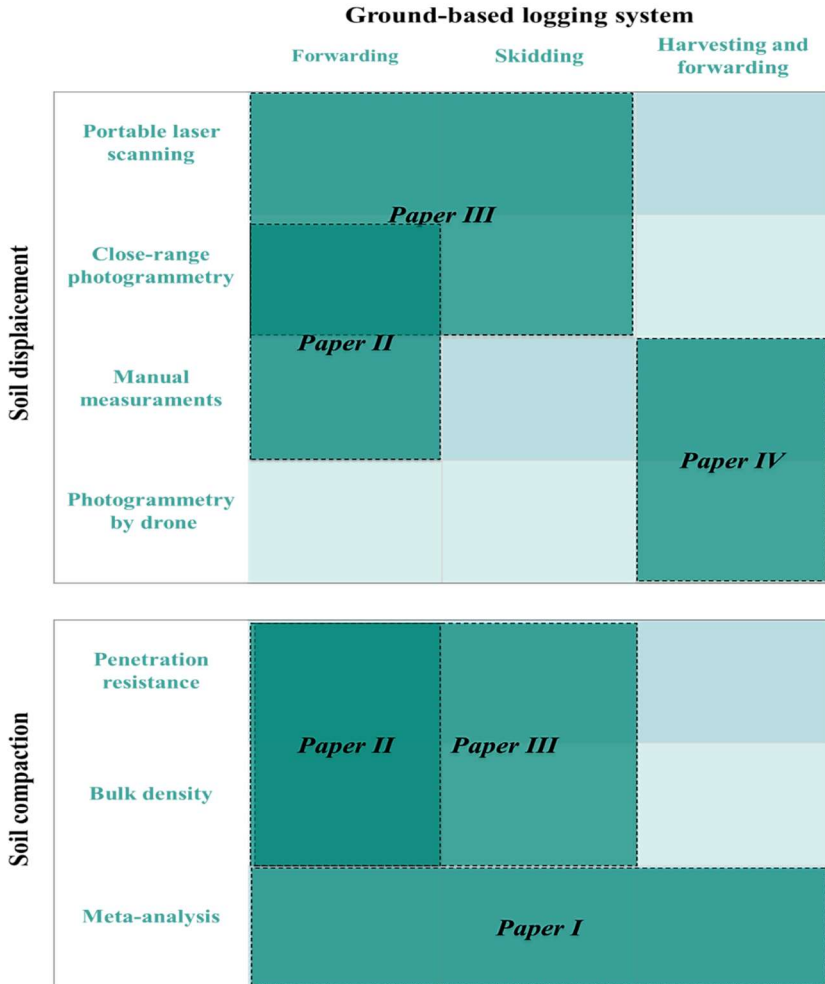 Ground-based logging system
Forwarding
Skidding
Harvesting and
forwarding
Soil displaicement
Portable laser
scanning
Paper III
Close-range
photogrammetry
Paper II
Manual
measuraments
Paper IV
Photogrammetry
by drone
Soil compaction
Penetration
resistance
Paper II
Paper III
Bulk density
Meta-analysis
Paper I